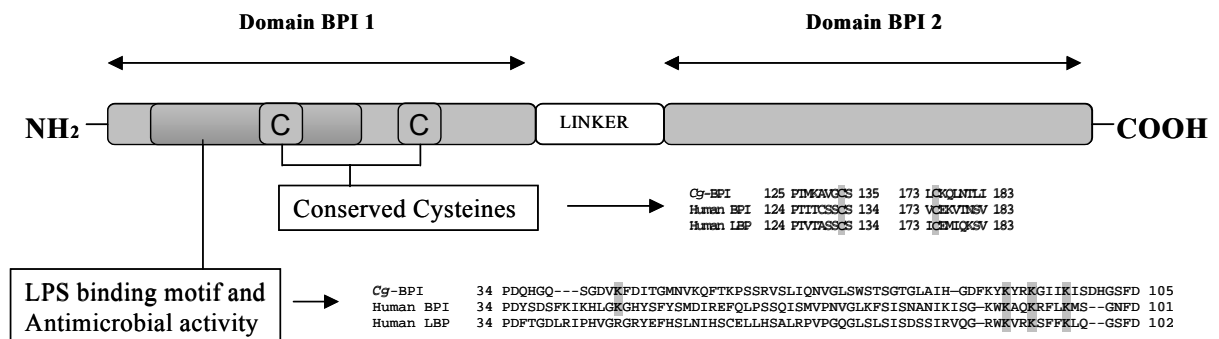 Domain BPI 1
Domain BPI 2
NH2
C
C
LINKER
COOH
Conserved Cysteines
Cg-BPI 125 PTMKAVGCS 135 173 LCKQLNTLI 183
Human BPI 124 PTTTCSSCS 134 173 VCEKVTNSV 183
Human LBP 124 PTVTASSCS 134 173 ICEMIQKSV 183
LPS binding motif and
Antimicrobial activity
Cg-BPI 34 PDQHGQ---SGDVKFDITGMNVKQFTKPSSRVSLIQNVGLSWSTSGTGLAIH-GDFKYKYRKGIIKISDHGSFD 105
Human BPI 34 PDYSDSFKIKHLGKGHYSFYSMDIREFQLPSSQISMVPNVGLKFSISNANIKISG-KWKAQKRFLKMS--GNFD 101
Human LBP 34 PDFTGDLRIPHVGRGRYEFHSLNIHSCELLHSALRPVPGQGLSLSISDSSIRVQG-RWKVRKSFFKLQ--GSFD 102